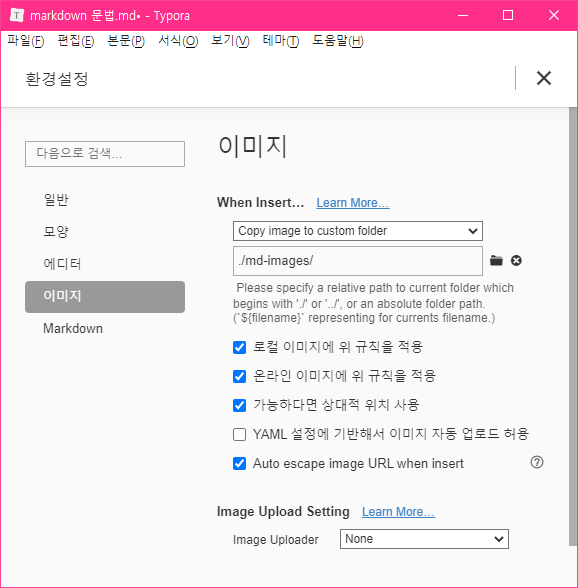 markdown 문법.md• - Typora
파일(F) 편집(E) 본문(P) 서식(O) 보기(V) 테마(T) 도움말(H)
환경설정
다음으로 검색...
일반
모양
에디터
이미지
Markdown
이미지
When Insert... Learn More...
Copy image to custom folder
./md-images/
Please specify a relative path to current folder which
begins with './' or '../', or an absolute folder path.
(`${filename}` representing for currents filename.)
로컬 이미지에 위 규칙을 적용
온라인 이미지에 위 규칙을 적용
가능하다면 상대적 위치 사용
YAML 설정에 기반해서 이미지 자동 업로드 허용
Auto escape image URL when insert
Image Upload Setting Learn More...
Image Uploader None